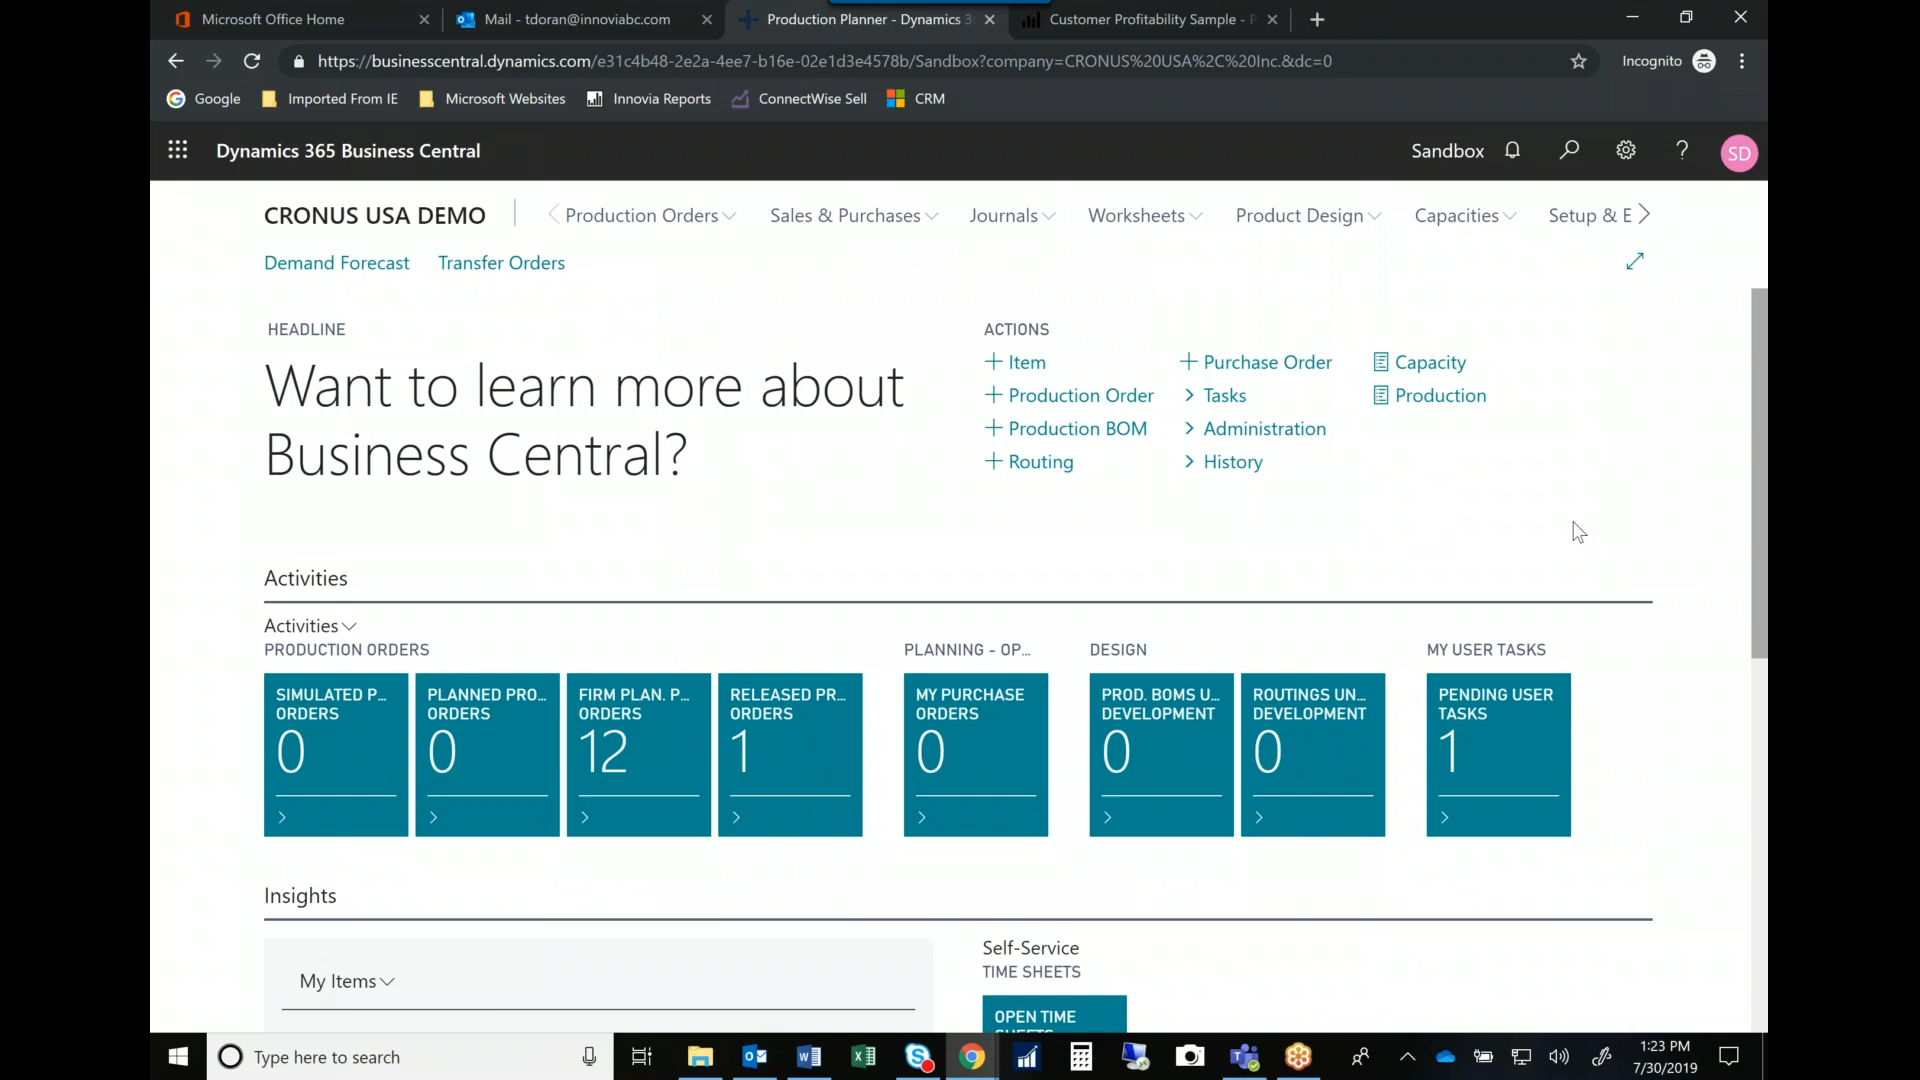 Microsoft Office Home
Mail - tdoran@innoviabc.com
Production Planner - Dynamics 3
Customer Profitability Sample - P
https://businesscentral.dynamics.com/e31c4b48-2e2a-4ee7-b16e-02e1d3e4578b/Sandbox?company=CRONUS%20USA%2C%20Inc.&dc=0
Incognito
Google
Imported From IE
Microsoft Websites
Innovia Reports
ConnectWise Sell
CRM
Dynamics 365 Business Central
Sandbox
?
SD
CRONUS USA DEMO
Production Orders
Sales & Purchases
Journals
Worksheets
Product Design
Capacities
Setup & E
Demand Forecast
Transfer Orders
HEADLINE
Want to learn more about
Business Central?
ACTIONS
+ Item
+ Production Order
+ Production BOM
+ Routing
+ Purchase Order
> Tasks
> Administration
> History
Capacity
Production
Activities
Activities
PRODUCTION ORDERS
PLANNING - OP...
DESIGN
MY USER TASKS
SIMULATED P...
ORDERS
0
PLANNED PRO...
ORDERS
0
FIRM PLAN. P...
ORDERS
12
RELEASED PR...
ORDERS
1
MY PURCHASE
ORDERS
0
PROD. BOMS U...
DEVELOPMENT
0
ROUTINGS UN...
DEVELOPMENT
0
PENDING USER
TASKS
1
Insights
My Items
Self-Service
TIME SHEETS
OPEN TIME
SHEETS
Type here to search
1:23 PM
7/30/2019